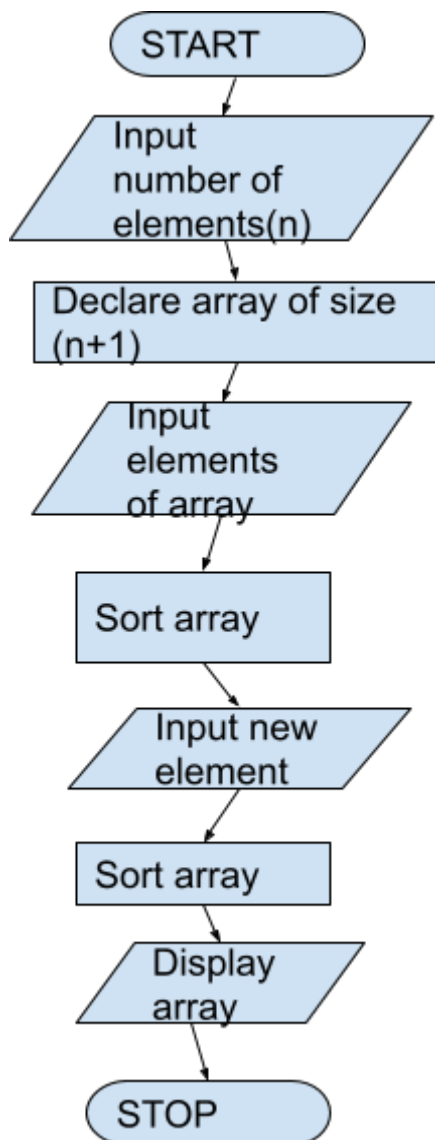 START
Input
number of
elements(n)
Declare array of size
(n+1)
Input
elements
of array
Sort array
Input new
element
Sort array
Display
array
STOP